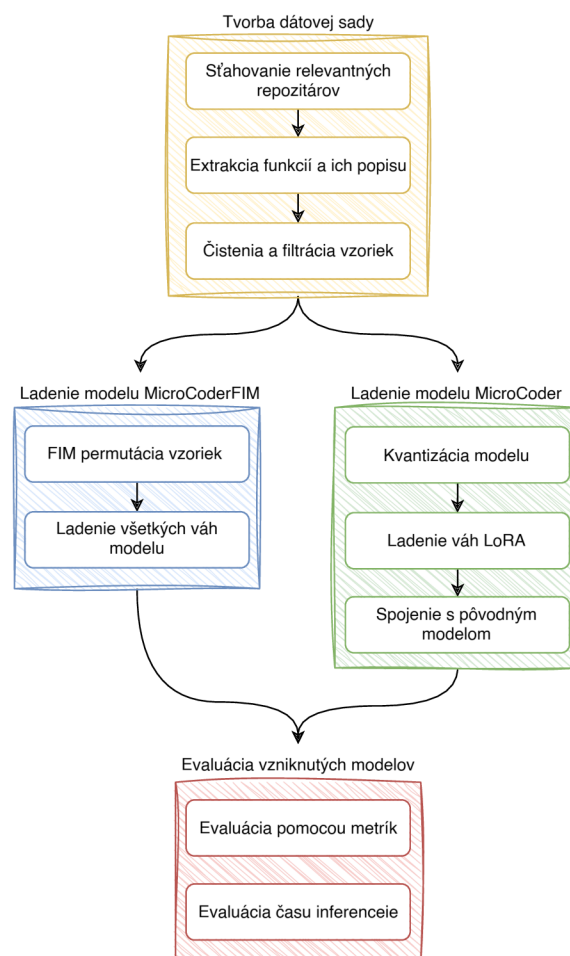 Tvorba dátovej sady
Sťahovanie relevantných
repozitárov
Extrakcia funkcií a ich popisu
Čistenia a filtrácia vzoriek
Ladenie modelu MicroCoderFIM
FIM permutácia vzoriek
Ladenie všetkých váh
modelu
Ladenie modelu MicroCoder
Kvantizácia modelu
Ladenie váh LoRA
Spojenie s pôvodným
modelom
Evaluácia vzniknutých modelov
Evaluácia pomocou metrík
Evaluácia času inferenceie